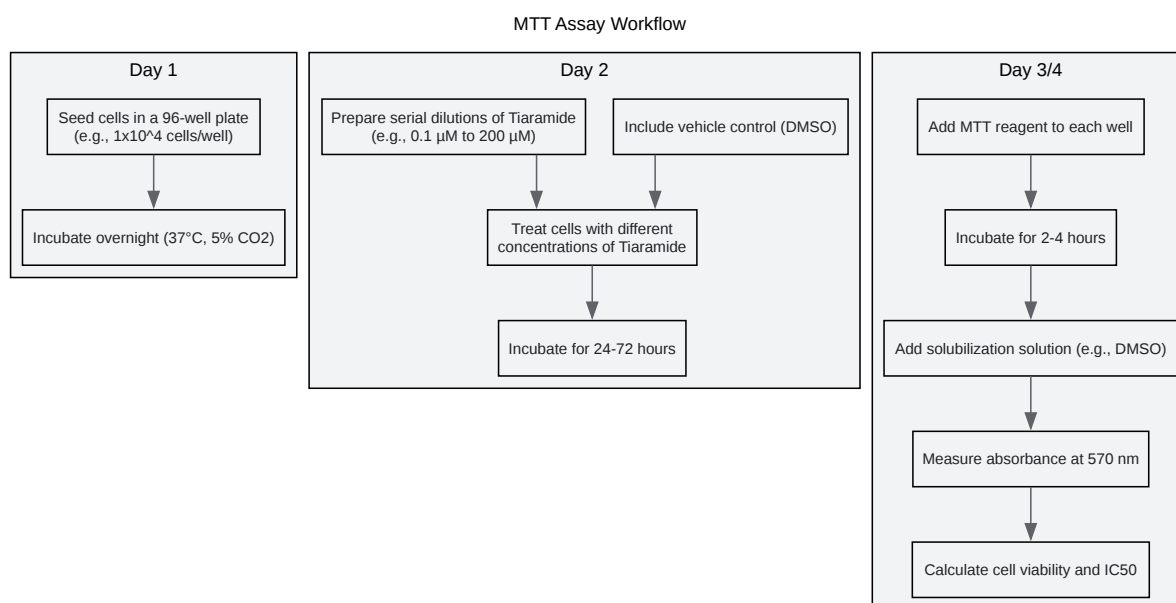 MTT Assay Workflow
Day 1
Seed cells in a 96-well plate
(e.g., 1x10^4 cells/well)
Incubate overnight (37°C, 5% CO2)
Day 2
Prepare serial dilutions of Tiaramide
(e.g., 0.1 µM to 200 µM)
Include vehicle control (DMSO)
Treat cells with different
concentrations of Tiaramide
Incubate for 24-72 hours
Day 3/4
Add MTT reagent to each well
Incubate for 2-4 hours
Add solubilization solution (e.g., DMSO)
Measure absorbance at 570 nm
Calculate cell viability and IC50